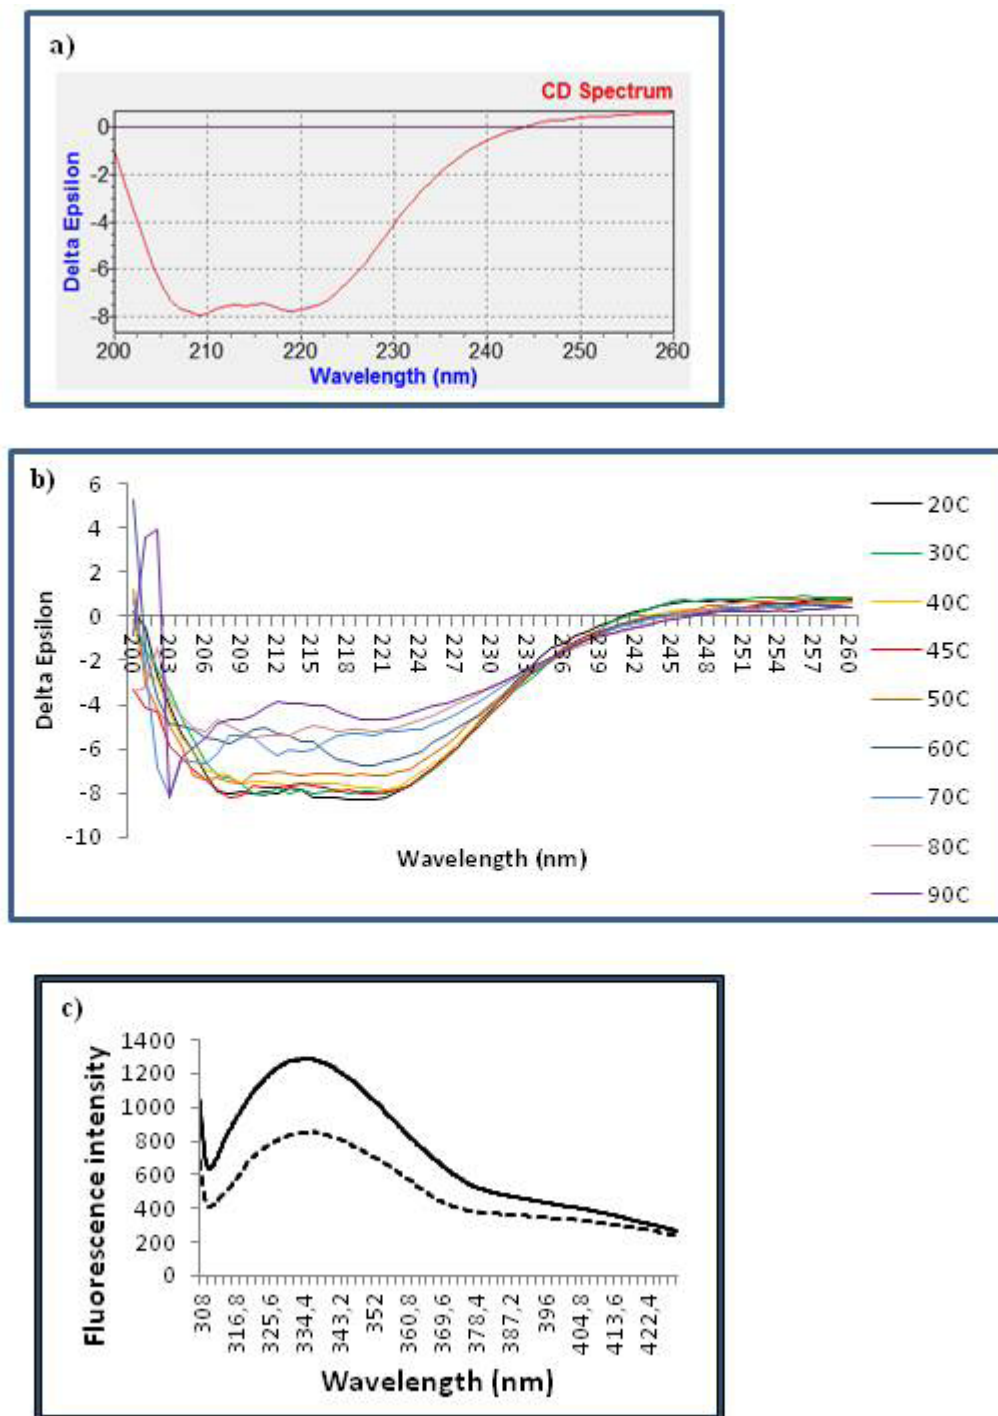 a)
CD Spectrum
Delta Epsilon
0
-2
-4
-6
-8
200 210 220 230 240 250 260
Wavelength (nm)
b)
Delta Epsilon
6
4
2
0
-2
-4
-6
-8
-10
200 203 206 209 212 215 218 221 224 227 230 233 236 239 242 245 248 251 254 257 260
Wavelength (nm)
20C
30C
40C
45C
50C
60C
70C
80C
90C
c)
Fluorescence intensity
1400
1200
1000
800
600
400
200
0
308 316,8 325,6 334,4 343,2 352 360,8 369,6 378,4 387,2 396 404,8 413,6 422,4
Wavelength (nm)